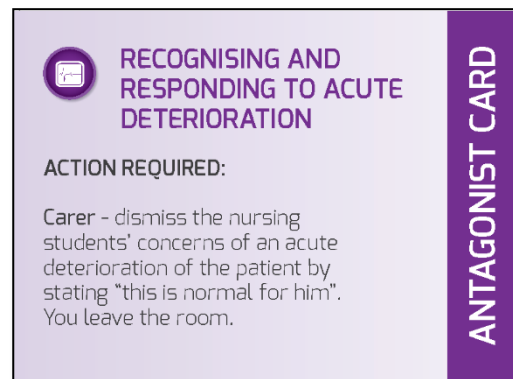 RECOGNISING AND
RESPONDING TO ACUTE
DETERIORATION
ACTION REQUIRED:
Carer - dismiss the nursing
students' concerns of an acute
deterioration of the patient by
stating "this is normal for him".
You leave the room.
ANTAGONIST CARD